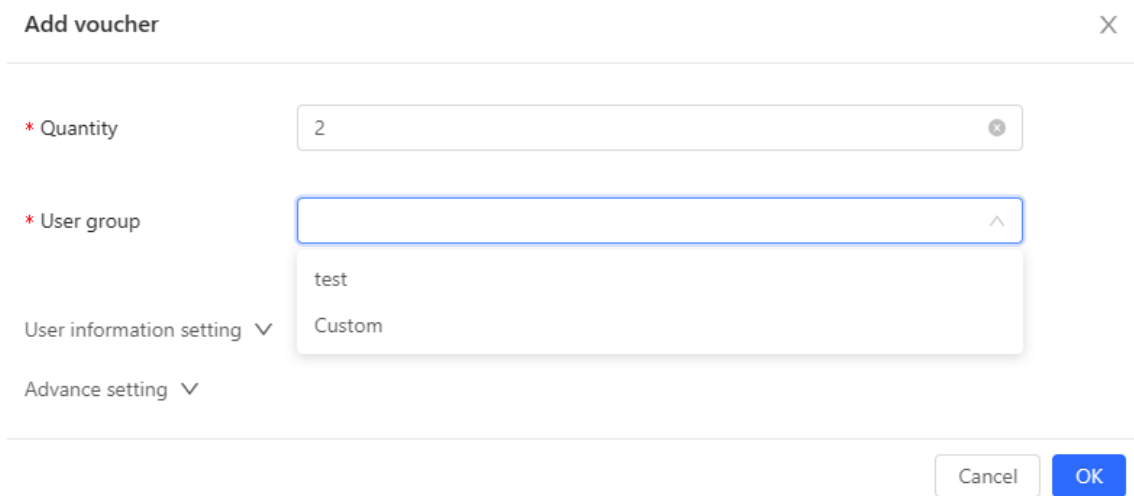 Add voucher
* Quantity
2
* User group
test
Custom
User information setting
Advance setting
Cancel
OK